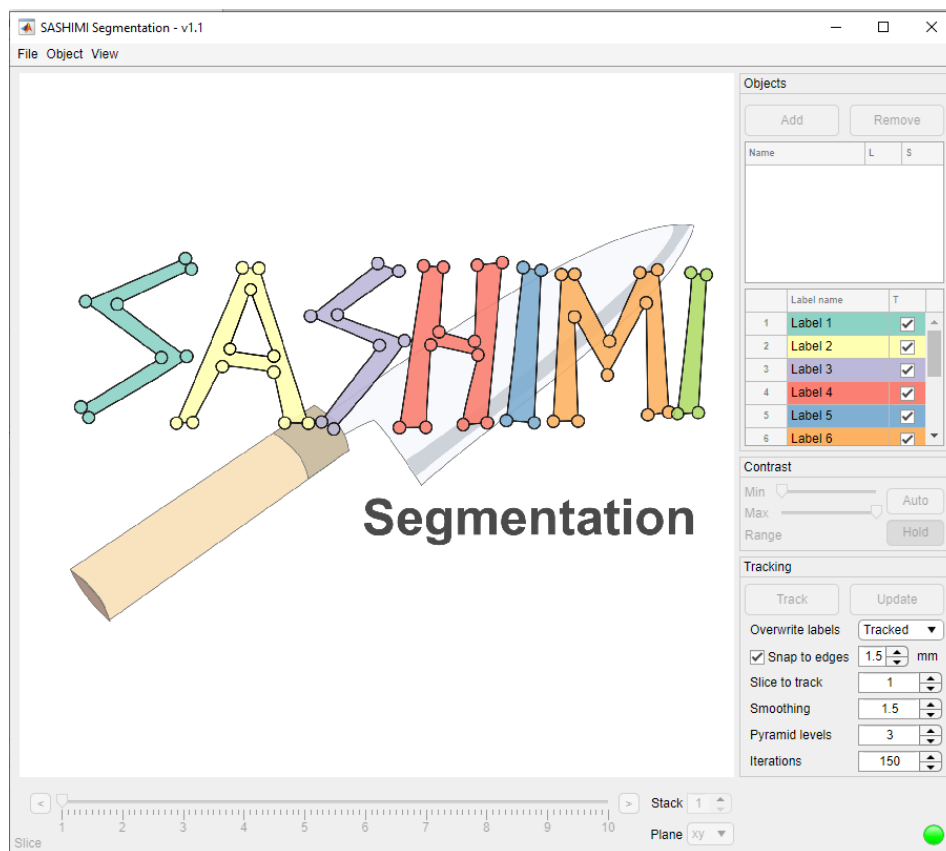 SASHIMI Segmentation - v1.1
File Object View
SASHIMI
Segmentation
Objects
Add Remove
Name L S
Label name T
1 Label 1
2 Label 2
3 Label 3
4 Label 4
5 Label 5
6 Label 6
Contrast
Min
Auto
Max
Range
Hold
Tracking
Track Update
Overwrite labels Tracked
Snap to edges 1.5 mm
Slice to track 1
Smoothing 1.5
Pyramid levels 3
Iterations 150
< > Stack 1
1 2 3 4 5 6 7 8 9 10
Slice
Plane xy